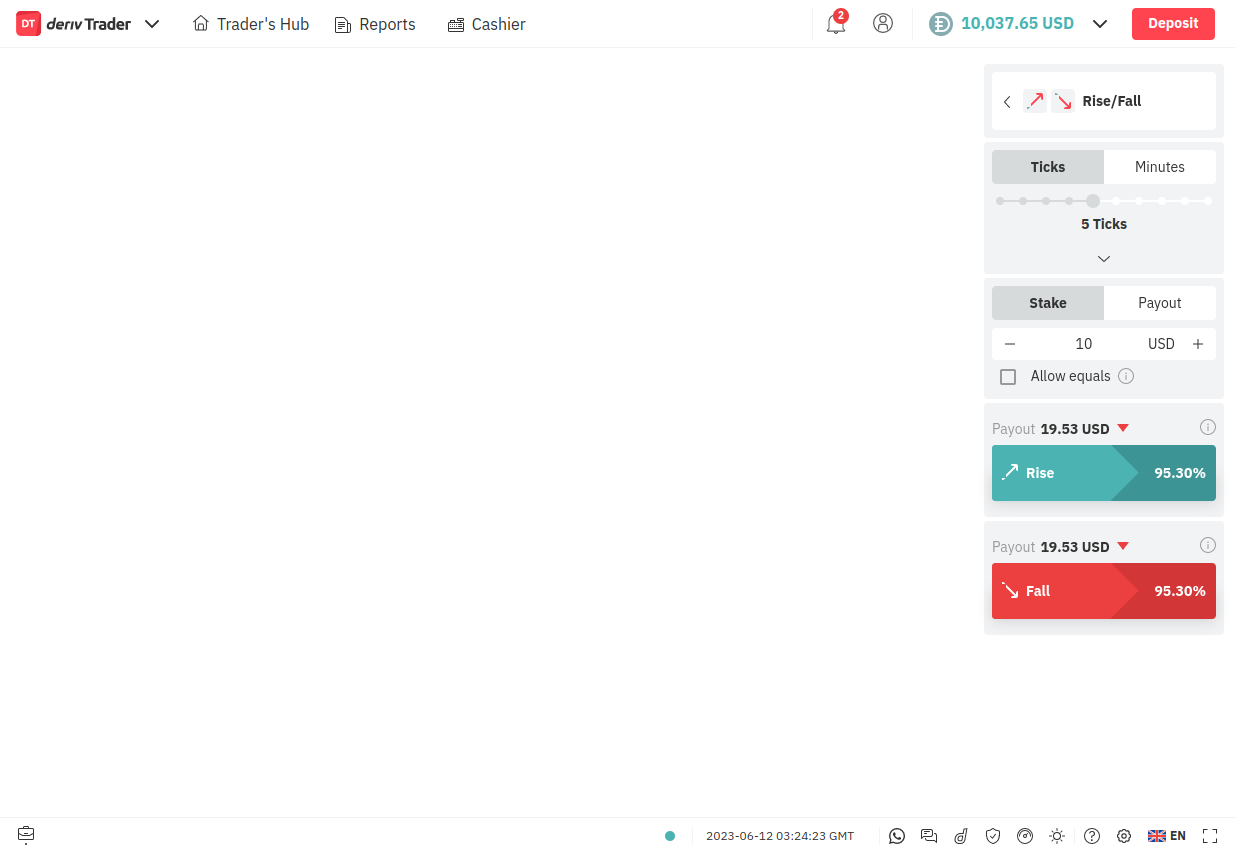 DT deriv Trader Trader's Hub Reports Cashier 2 10,037.65 USD Deposit
Rise/Fall
Ticks Minutes
5 Ticks
Stake Payout
− 10 USD +
Allow equals
Payout 19.53 USD
Rise 95.30%
Payout 19.53 USD
Fall 95.30%
2023-06-12 03:24:23 GMT EN